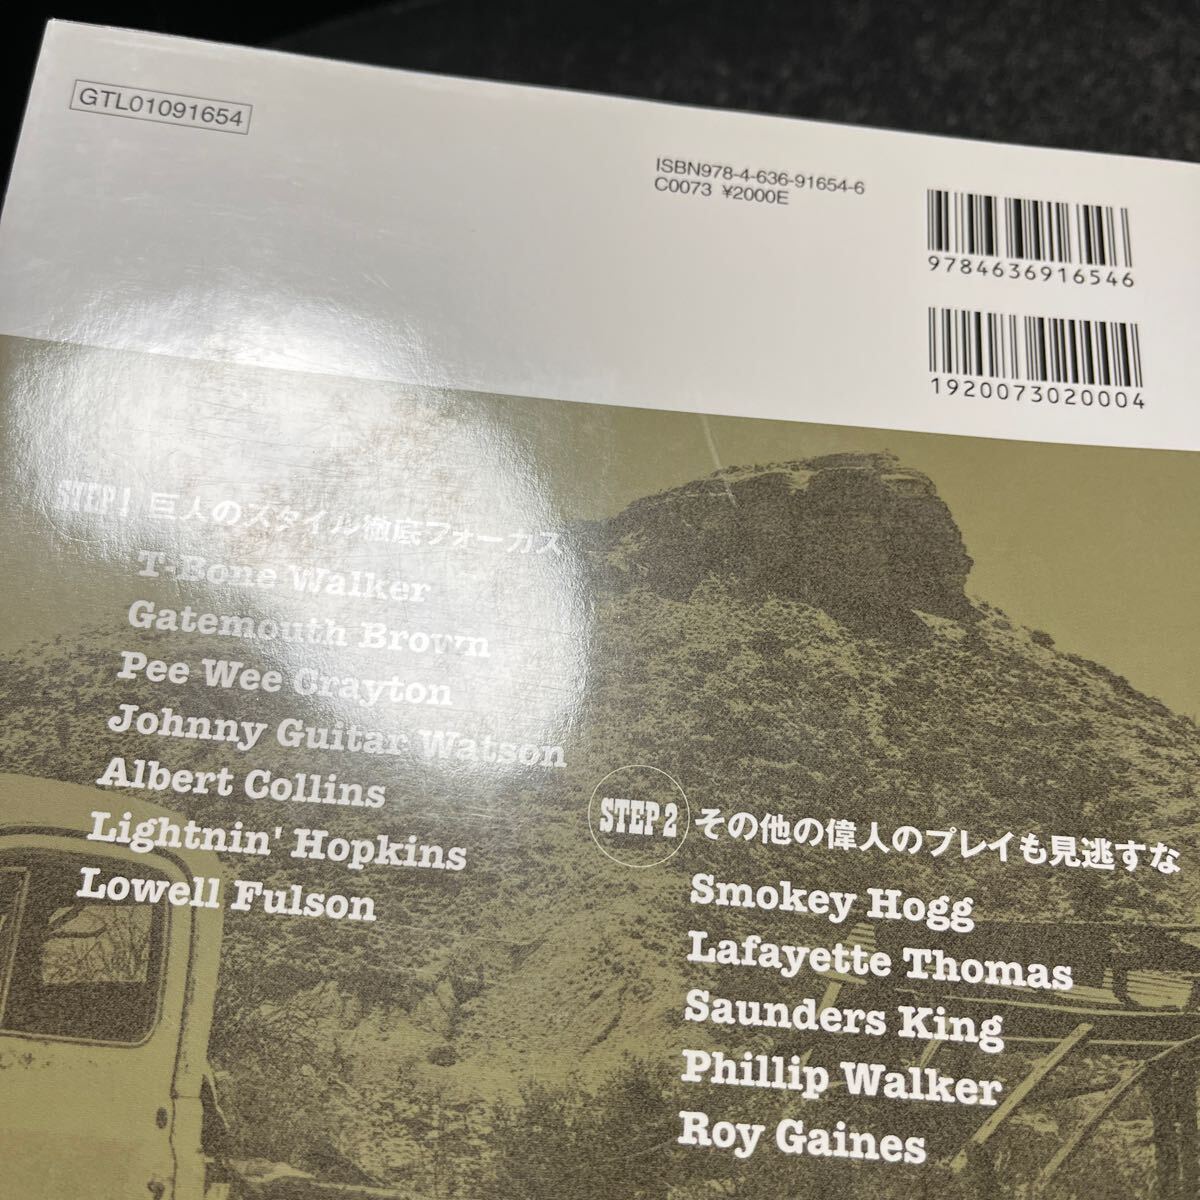 GTL01091654
ISBN978-4-636-91654-6
C0073 ¥2000E
9784636916546
1920073020004
STEP 1 巨人のスタイル徹底フォーカス
T-Bone Walker
Gatemouth Brown
Pee Wee Crayton
Johnny Guitar Watson
Albert Collins
Lightnin' Hopkins
Lowell Fulson
STEP 2 その他の偉人のプレイも見逃すな
Smokey Hogg
Lafayette Thomas
Saunders King
Phillip Walker
Roy Gaines